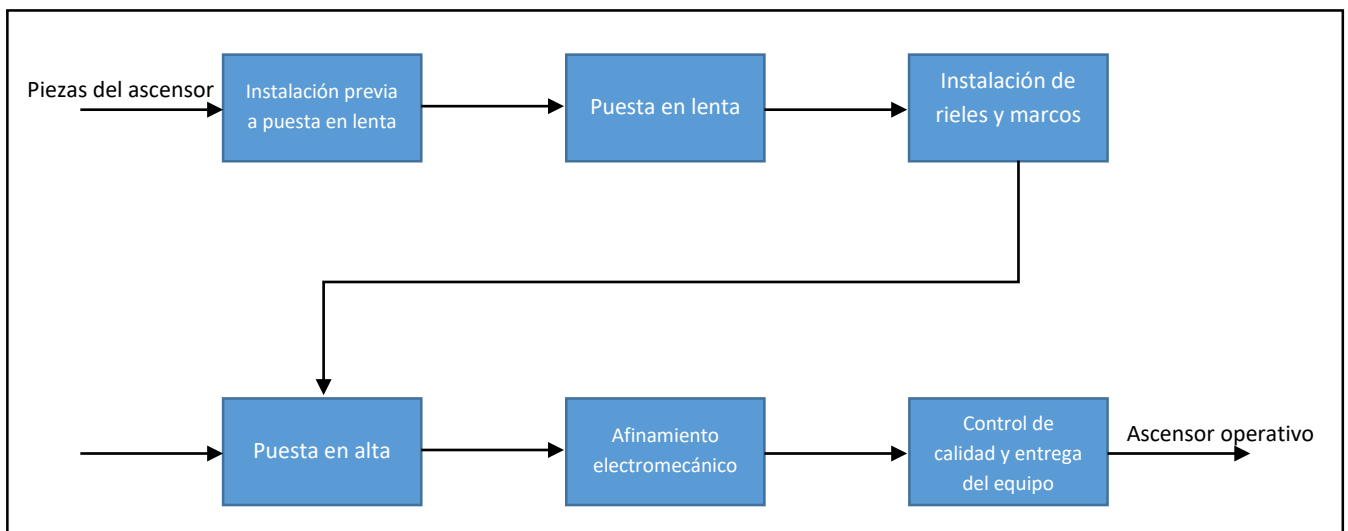 Piezas del ascensor
Instalación previa
a puesta en lenta
Puesta en lenta
Instalación de
rieles y marcos
Puesta en alta
Afinamiento
electromecánico
Control de
calidad y entrega
del equipo
Ascensor operativo